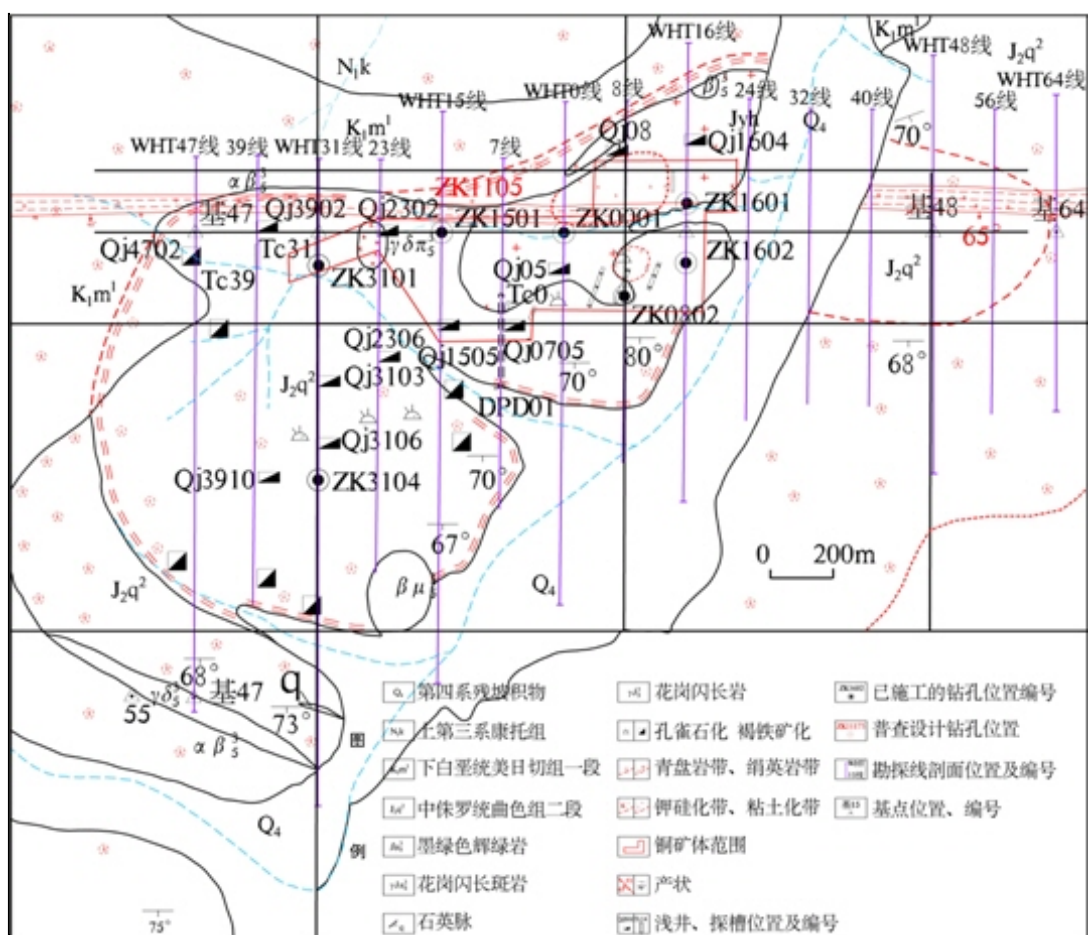 WHT16线
K₁m¹
WHT48线
J₂q²
N₁k
WHT0线
8线
β₅³
24线
WHT64线
WHT15线
32线
40线
56线
Jyh
Q₄
K₁m¹
Qj08
Qj1604
70°
WHT47线
39线
WHT31线
23线
7线
αβ₅³
ZK1105
基47
Qj3902
Qj2302
ZK1501
ZK0001
ZK1601
基48
基64
65°
Qj4702
Tc31
γδπ₅³
ZK1602
Tc39
ZK3101
Qj05
J₂q²
K₁m¹
Tc0
ZK0802
Qj2306
Qj1505
Qj0705
80°
68°
J₂q²
Qj3103
70°
DPD01
Qj3106
Qj3910
ZK3104
70°
67°
0 200m
J₂q²
βμ₅
Q₄
68°
γδ₅³
基47
q
55
73°
αβ₅³
Q₄
75°
图
例
Q₄ 第四系残坡积物
N₁k 上第三系康托组
K₁m¹ 下白垩统美日切组一段
J₂q² 中侏罗统曲色组二段
墨绿色辉绿岩
花岗闪长斑岩
q 石英脉
花岗闪长岩
孔雀石化 褐铁矿化
青盘岩带、绢英岩带
钾硅化带、粘土化带
铜矿体范围
产状
浅井、探槽位置及编号
已施工的钻孔位置编号
普查设计钻孔位置
勘探线剖面位置及编号
基点位置、编号